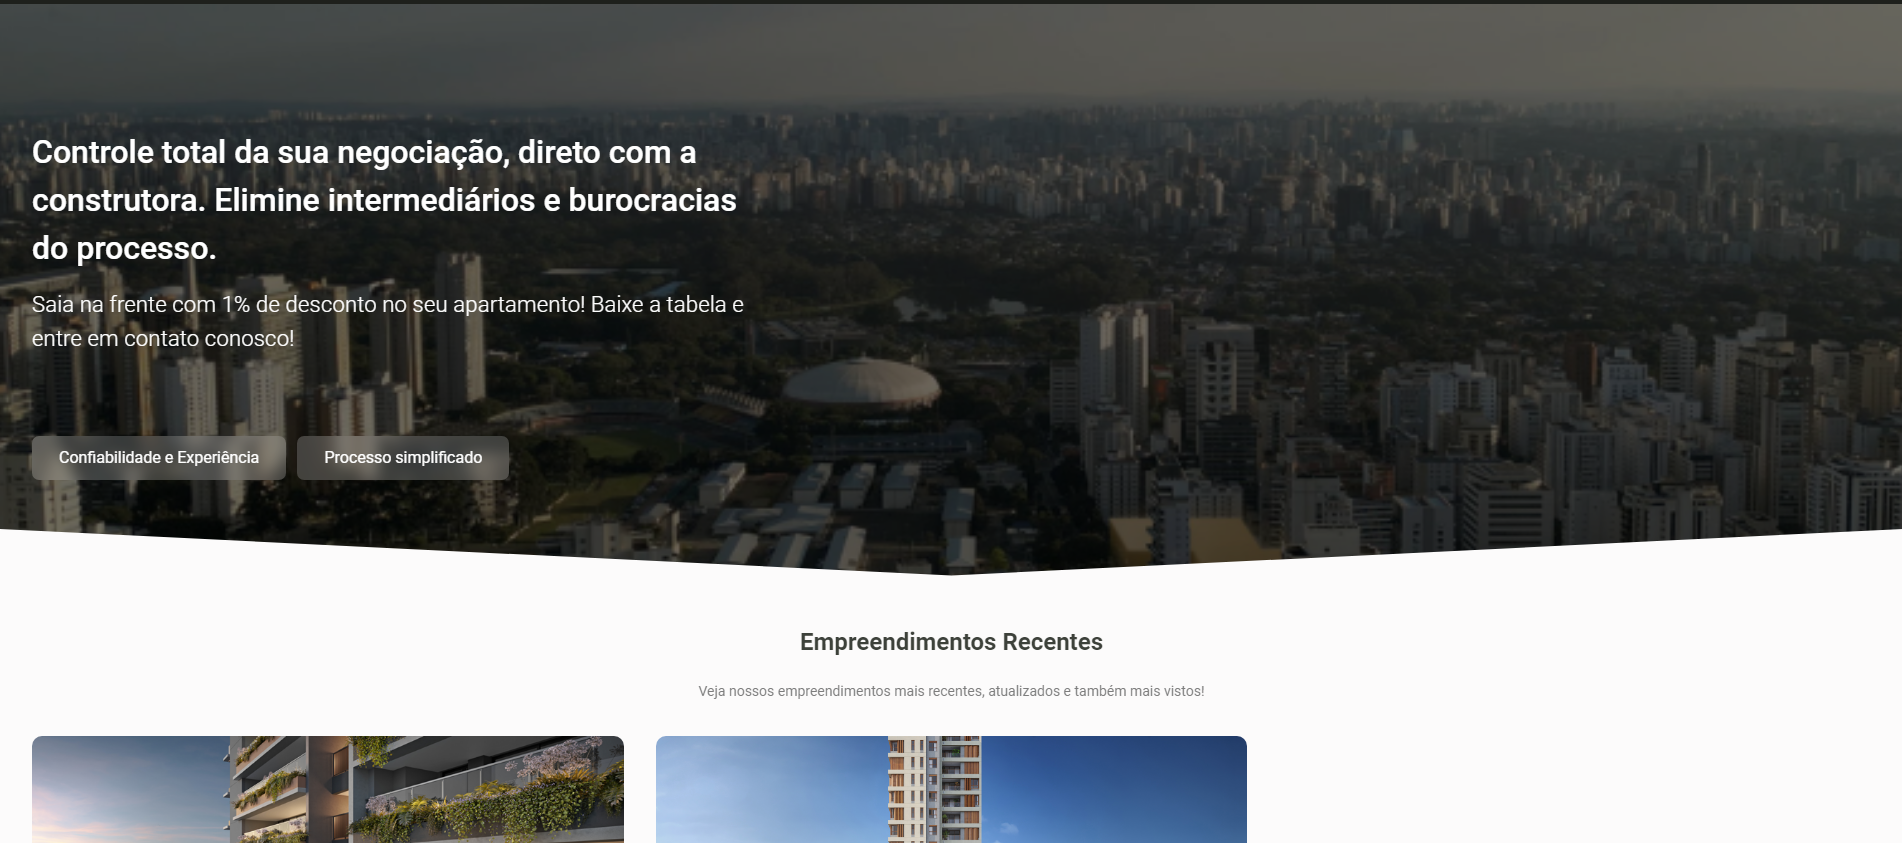 Controle total da sua negociação, direto com a
construtora. Elimine intermediários e burocracias
do processo.
Saia na frente com 1% de desconto no seu apartamento! Baixe a tabela e
entre em contato conosco!
Confiabilidade e Experiência
Processo simplificado
Empreendimentos Recentes
Veja nossos empreendimentos mais recentes, atualizados e também mais vistos!